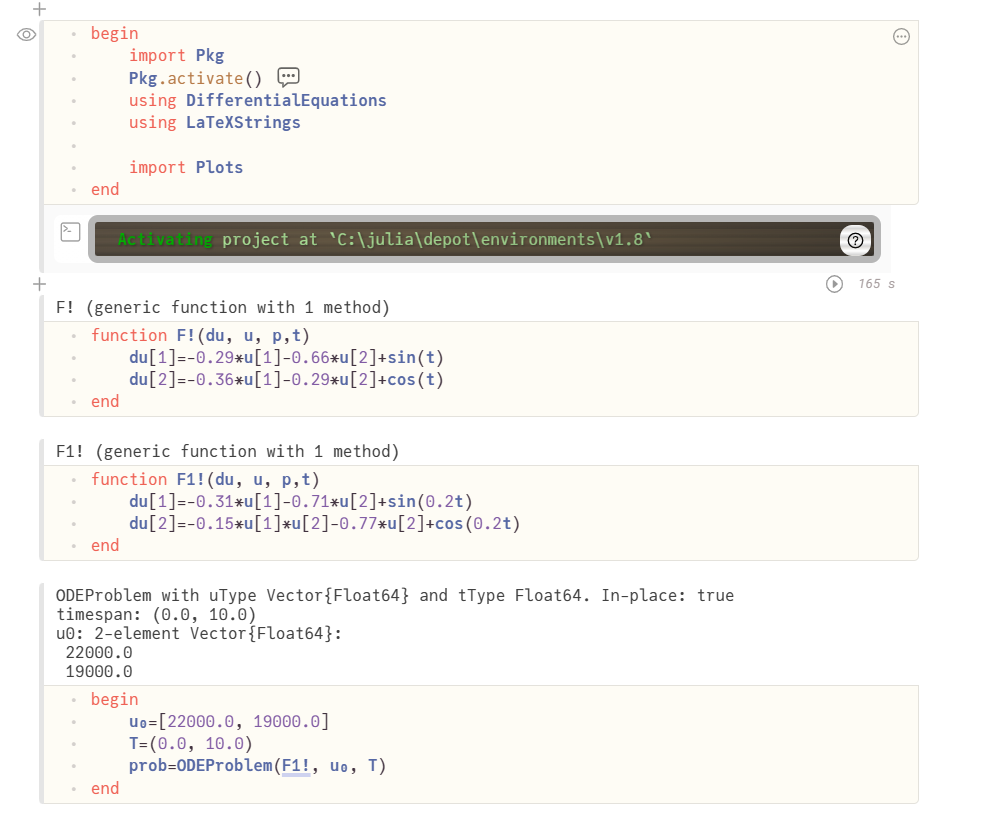 begin
import Pkg
Pkg.activate()
using DifferentialEquations
using LaTeXStrings
import Plots
end
Activating project at `C:\julia\depot\environments\v1.8`
165 s
F! (generic function with 1 method)
function F!(du, u, p,t)
du[1]=-0.29*u[1]-0.66*u[2]+sin(t)
du[2]=-0.36*u[1]-0.29*u[2]+cos(t)
end
F1! (generic function with 1 method)
function F1!(du, u, p,t)
du[1]=-0.31*u[1]-0.71*u[2]+sin(0.2t)
du[2]=-0.15*u[1]*u[2]-0.77*u[2]+cos(0.2t)
end
ODEProblem with uType Vector{Float64} and tType Float64. In-place: true
timespan: (0.0, 10.0)
u0: 2-element Vector{Float64}:
22000.0
19000.0
begin
u₀=[22000.0, 19000.0]
T=(0.0, 10.0)
prob=ODEProblem(F1!, u₀, T)
end